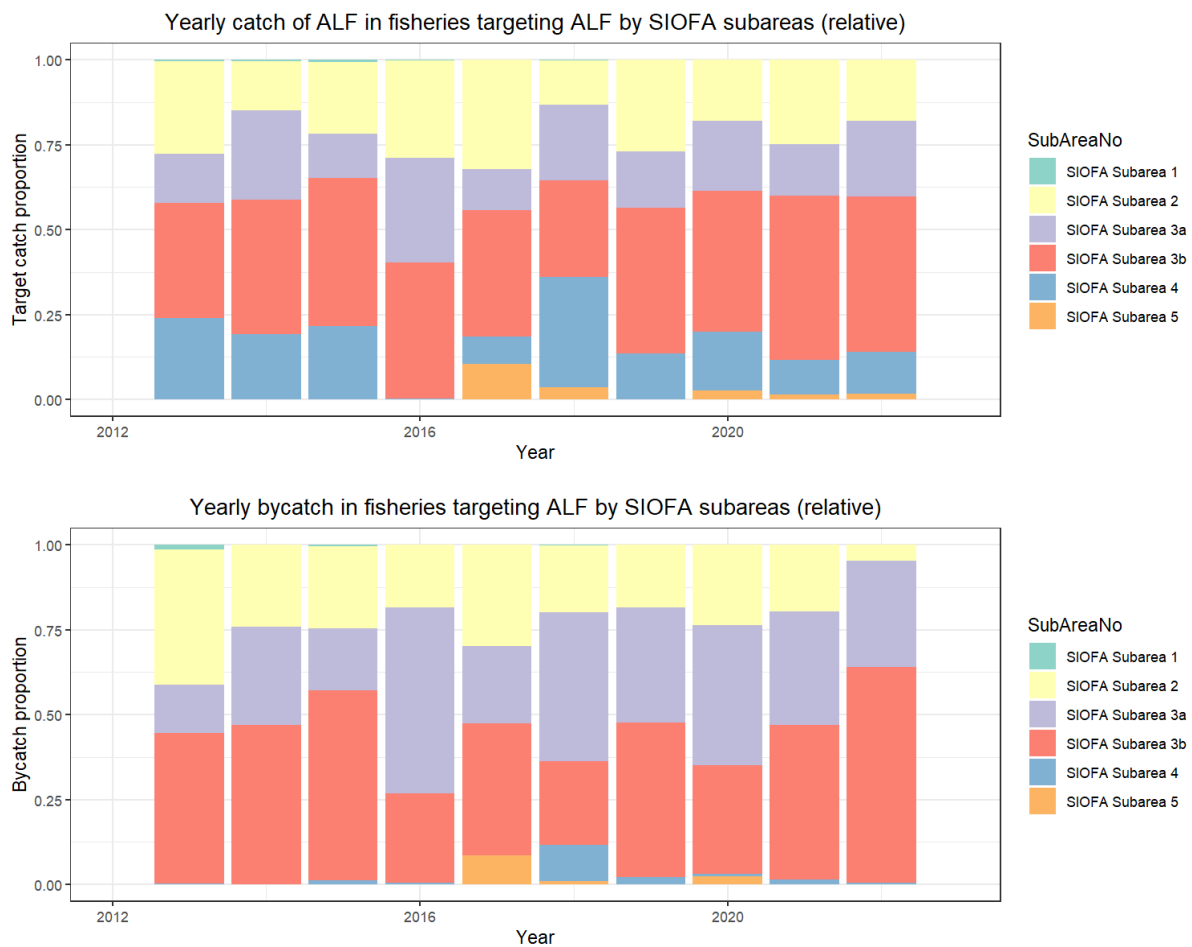 Yearly catch of ALF in fisheries targeting ALF by SIOFA subareas (relative)
1.00
0.75
0.50
0.25
0.00
Target catch proportion
2012
2016
2020
Year
SubAreaNo
SIOFA Subarea 1
SIOFA Subarea 2
SIOFA Subarea 3a
SIOFA Subarea 3b
SIOFA Subarea 4
SIOFA Subarea 5
Yearly bycatch in fisheries targeting ALF by SIOFA subareas (relative)
1.00
0.75
0.50
0.25
0.00
Bycatch proportion
2012
2016
2020
Year
SubAreaNo
SIOFA Subarea 1
SIOFA Subarea 2
SIOFA Subarea 3a
SIOFA Subarea 3b
SIOFA Subarea 4
SIOFA Subarea 5